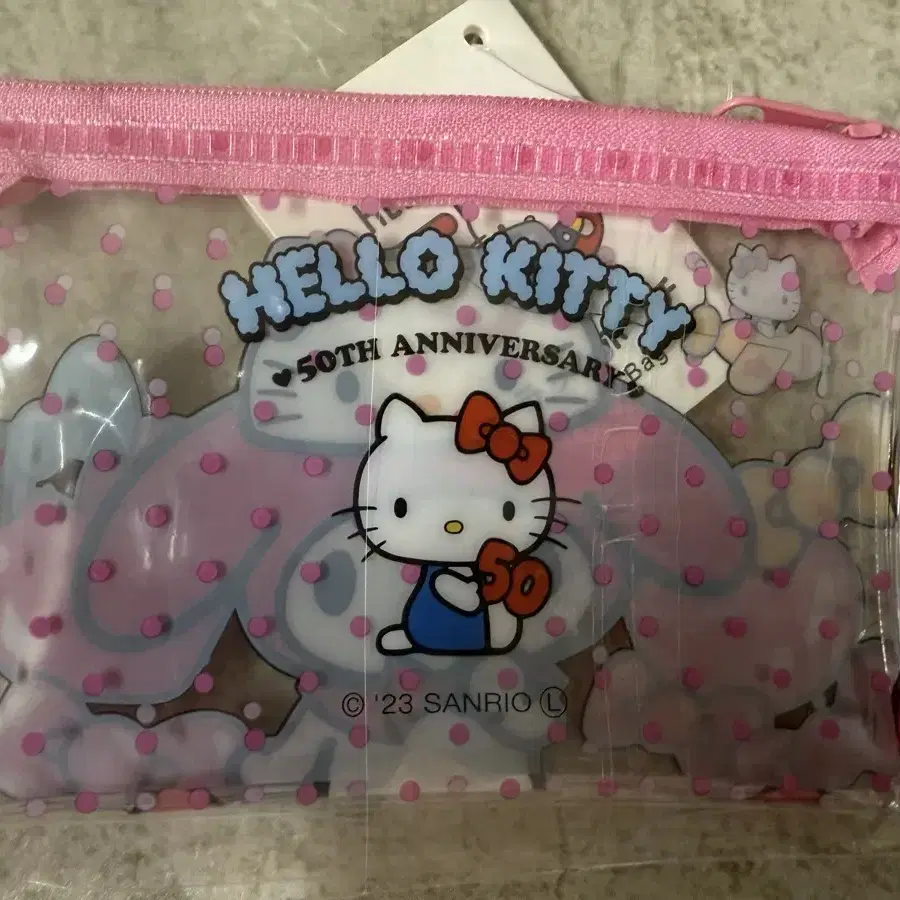 HELLO KITTY
♥50TH ANNIVERSARY♥
50
© '23 SANRIO Ⓛ